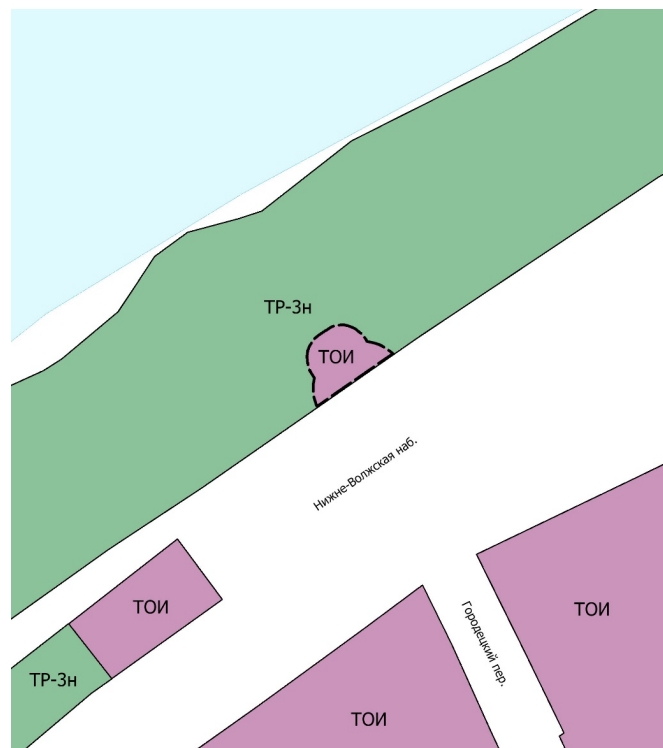 ТР-3н
ТОИ
Нижне-Волжская наб.
ТОИ
Городецкий пер.
ТОИ
ТР-3н
ТОИ